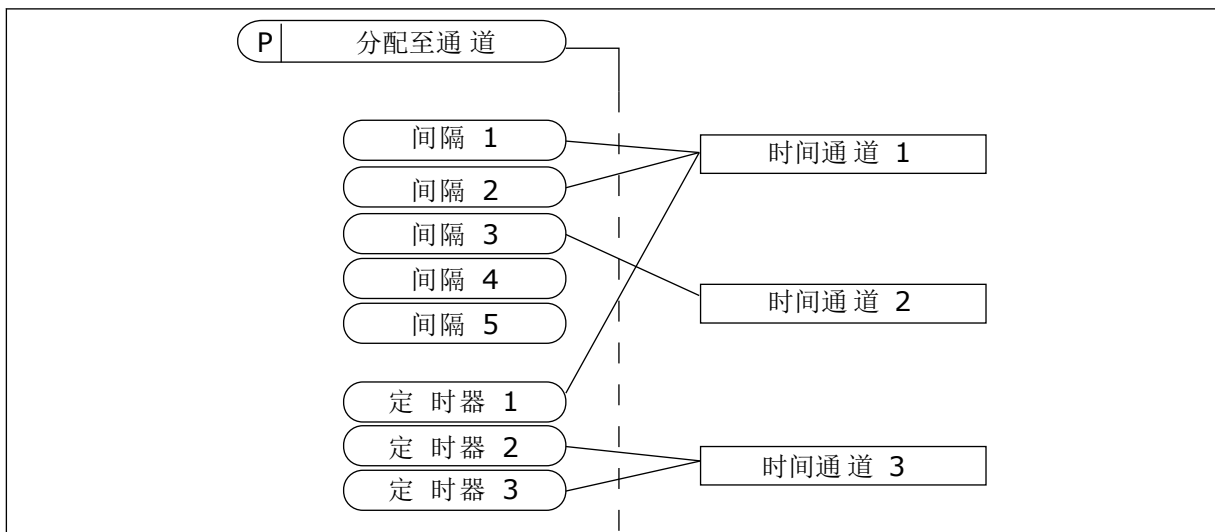 P 分配至通道
间隔 1
时间通道 1
间隔 2
间隔 3
间隔 4
时间通道 2
间隔 5
定时器 1
定时器 2
时间通道 3
定时器 3